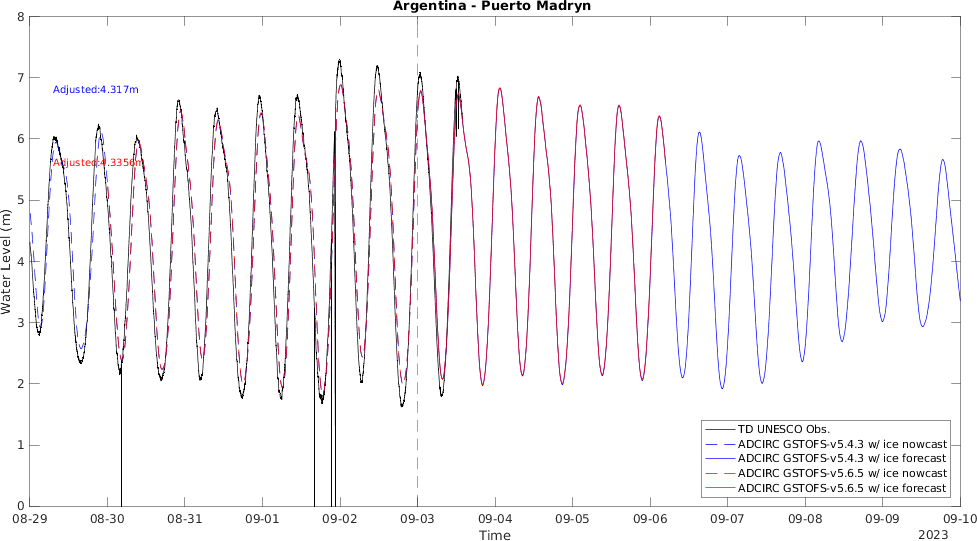 Argentina - Puerto Madryn
8
7
6
5
4
3
2
1
0
Water Level (m)
Adjusted:4.317m
Adjusted:4.3356m
TD UNESCO Obs.
ADCIRC GSTOFS-v5.4.3 w/ ice nowcast
ADCIRC GSTOFS-v5.4.3 w/ ice forecast
ADCIRC GSTOFS-v5.6.5 w/ ice nowcast
ADCIRC GSTOFS-v5.6.5 w/ ice forecast
08-29 08-30 08-31 09-01 09-02 09-03 09-04 09-05 09-06 09-07 09-08 09-09 09-10
Time
2023